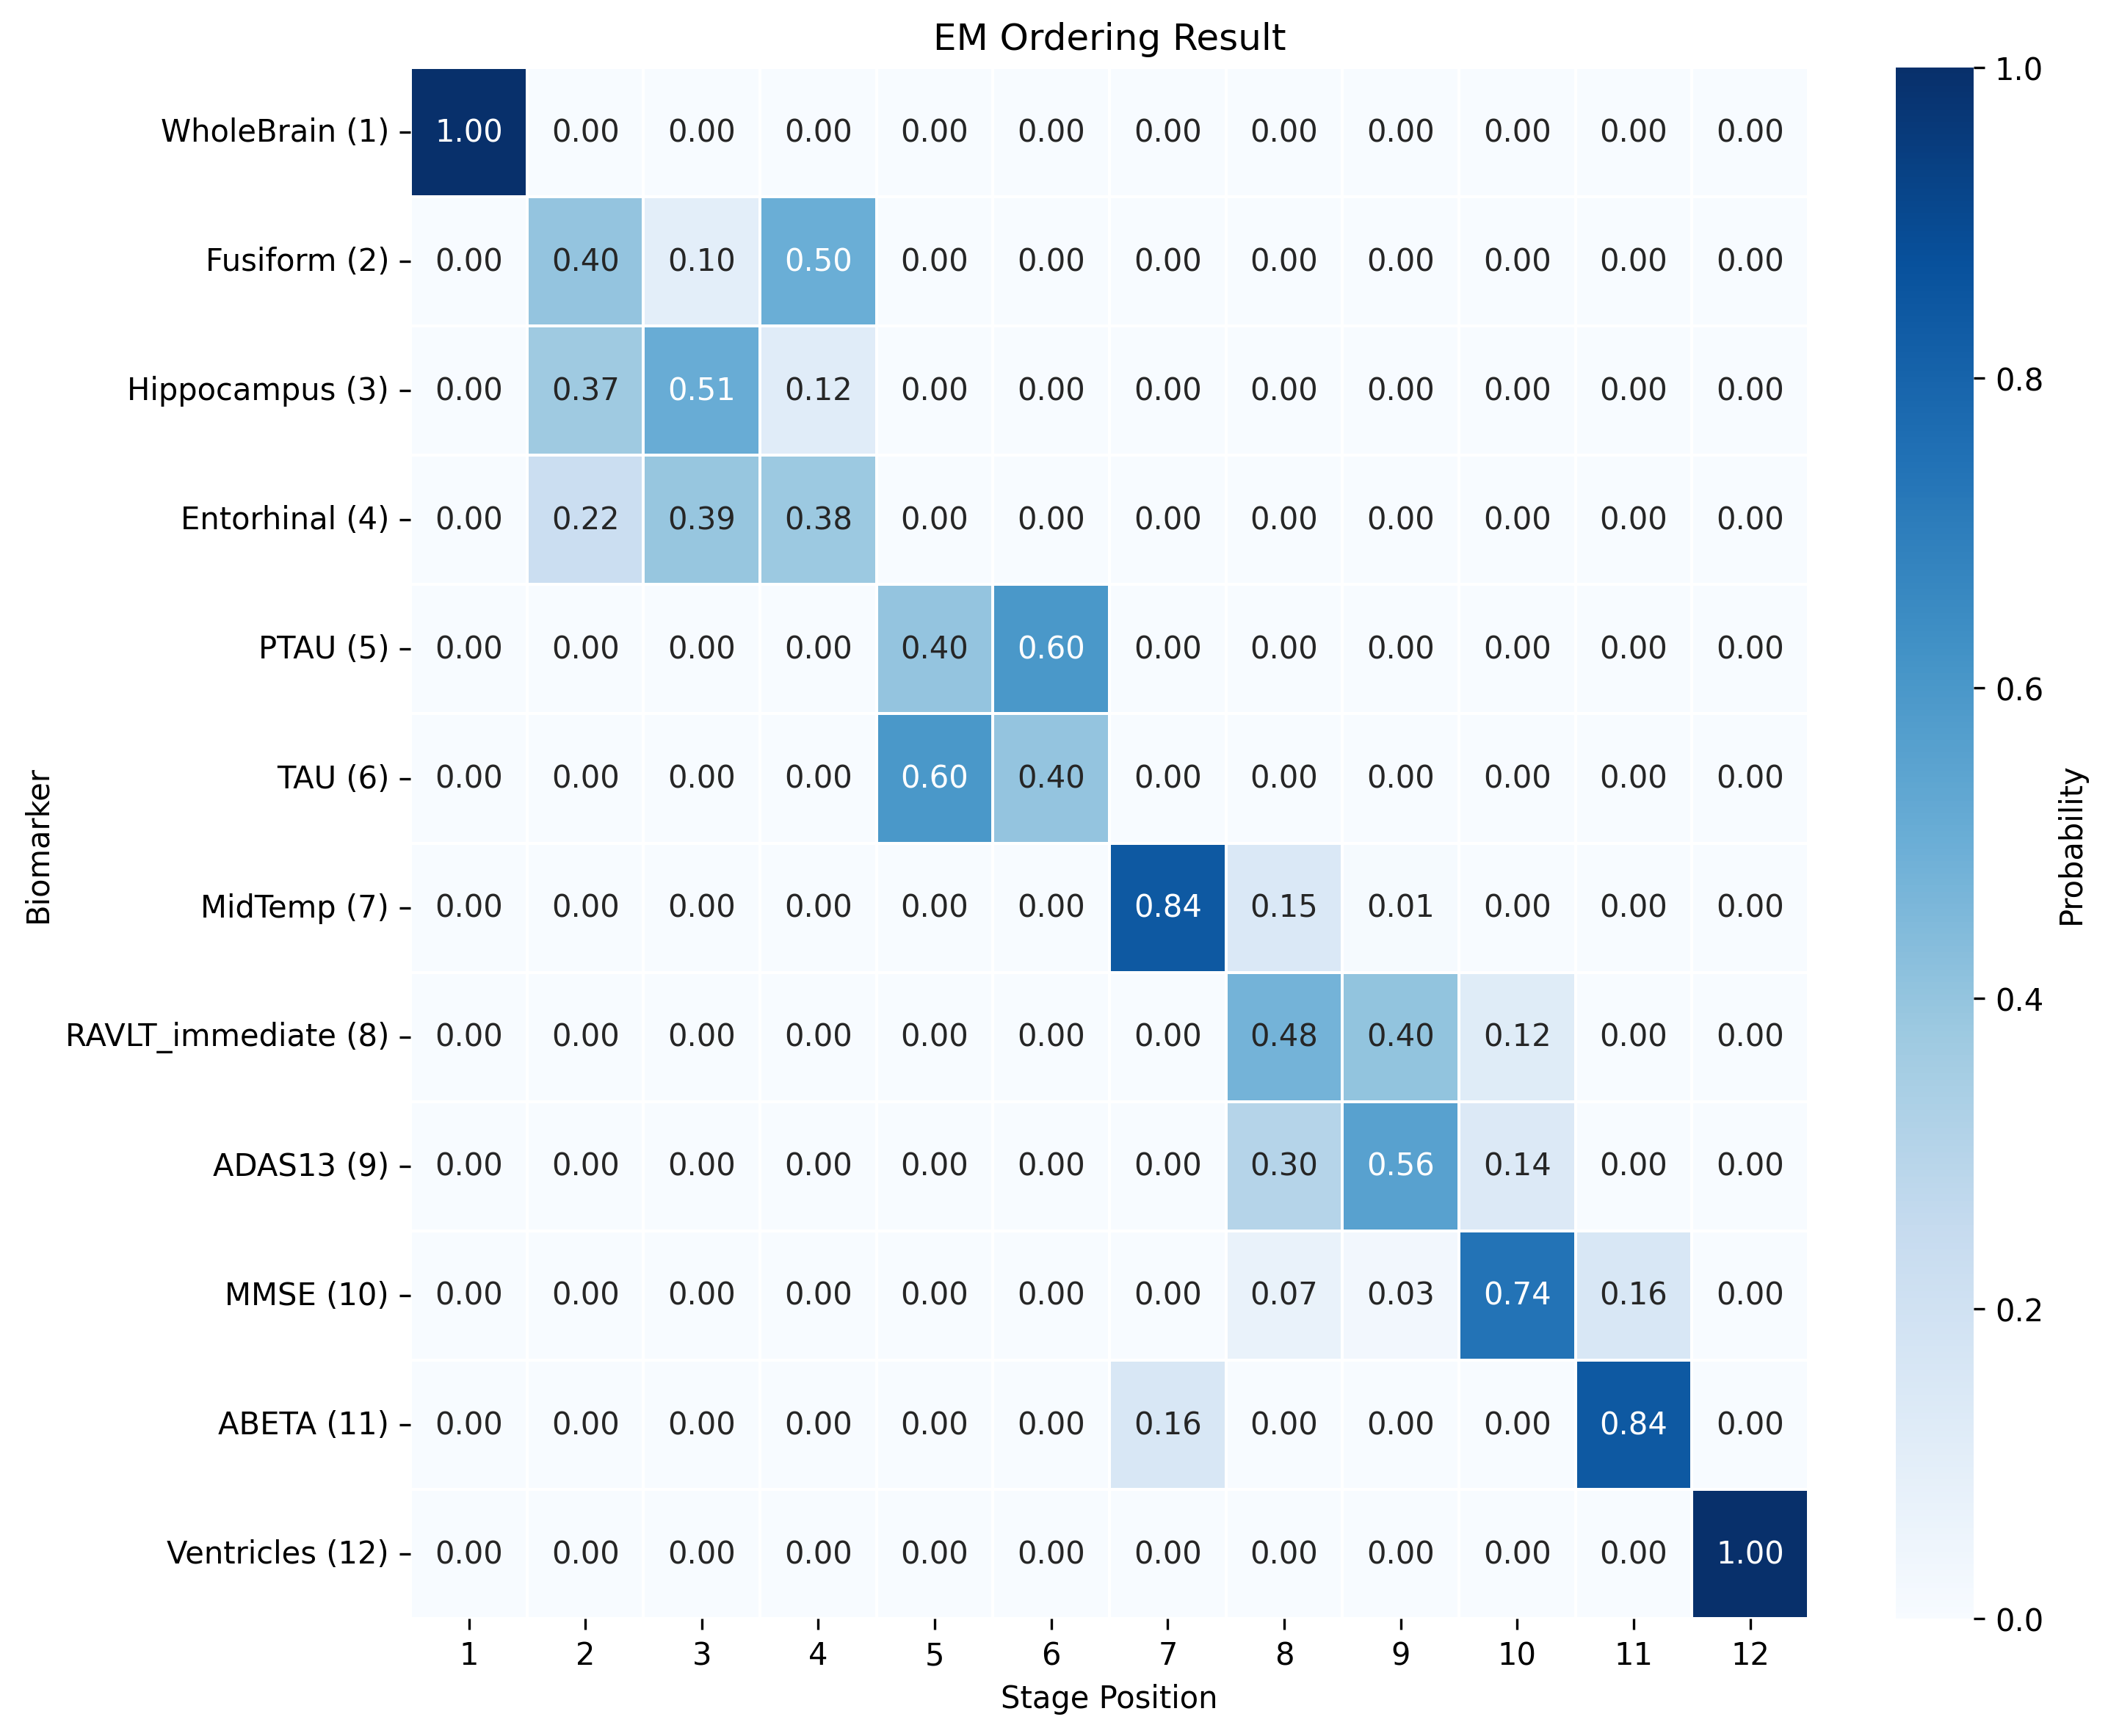 EM Ordering Result
WholeBrain (1) 1.00 0.00 0.00 0.00 0.00 0.00 0.00 0.00 0.00 0.00 0.00 0.00
Fusiform (2) 0.00 0.40 0.10 0.50 0.00 0.00 0.00 0.00 0.00 0.00 0.00 0.00
Hippocampus (3) 0.00 0.37 0.51 0.12 0.00 0.00 0.00 0.00 0.00 0.00 0.00 0.00
Entorhinal (4) 0.00 0.22 0.39 0.38 0.00 0.00 0.00 0.00 0.00 0.00 0.00 0.00
PTAU (5) 0.00 0.00 0.00 0.00 0.40 0.60 0.00 0.00 0.00 0.00 0.00 0.00
TAU (6) 0.00 0.00 0.00 0.00 0.60 0.40 0.00 0.00 0.00 0.00 0.00 0.00
MidTemp (7) 0.00 0.00 0.00 0.00 0.00 0.00 0.84 0.15 0.01 0.00 0.00 0.00
RAVLT_immediate (8) 0.00 0.00 0.00 0.00 0.00 0.00 0.00 0.48 0.40 0.12 0.00 0.00
ADAS13 (9) 0.00 0.00 0.00 0.00 0.00 0.00 0.00 0.30 0.56 0.14 0.00 0.00
MMSE (10) 0.00 0.00 0.00 0.00 0.00 0.00 0.00 0.07 0.03 0.74 0.16 0.00
ABETA (11) 0.00 0.00 0.00 0.00 0.00 0.00 0.16 0.00 0.00 0.00 0.84 0.00
Ventricles (12) 0.00 0.00 0.00 0.00 0.00 0.00 0.00 0.00 0.00 0.00 0.00 1.00
1 2 3 4 5 6 7 8 9 10 11 12
Stage Position
Biomarker
1.0
0.8
0.6
0.4
0.2
0.0
Probability